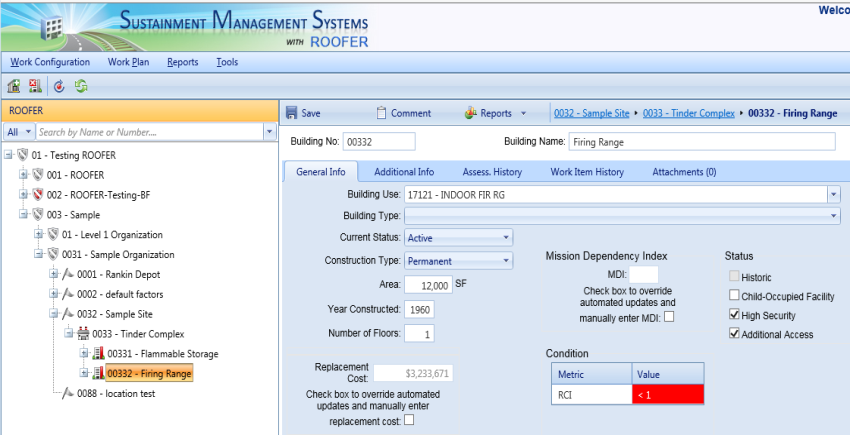 Welco
SUSTAINMENT MANAGEMENT SYSTEMS
WITH ROOFER
Work Configuration Work Plan Reports Tools
ROOFER
All Search by Name or Number....
01 - Testing ROOFER
001 - ROOFER
002 - ROOFER-Testing-BF
003 - Sample
01 - Level 1 Organization
0031 - Sample Organization
0001 - Rankin Depot
0002 - default factors
0032 - Sample Site
0033 - Tinder Complex
00331 - Flammable Storage
00332 - Firing Range
0088 - location test
Save Comment Reports 0032 - Sample Site 0033 - Tinder Complex 00332 - Firing Range
Building No: 00332 Building Name: Firing Range
General Info Additional Info Assess. History Work Item History Attachments (0)
Building Use: 17121 - INDOOR FIR RG
Building Type:
Current Status: Active
Construction Type: Permanent
Area: 12,000 SF
Year Constructed: 1960
Number of Floors: 1
Replacement
Cost: $3,233,671
Check box to override automated
updates and manually enter
replacement cost:
Mission Dependency Index
MDI:
Check box to override
automated updates and
manually enter MDI:
Status
Historic
Child-Occupied Facility
High Security
Additional Access
Condition
Metric Value
RCI < 1